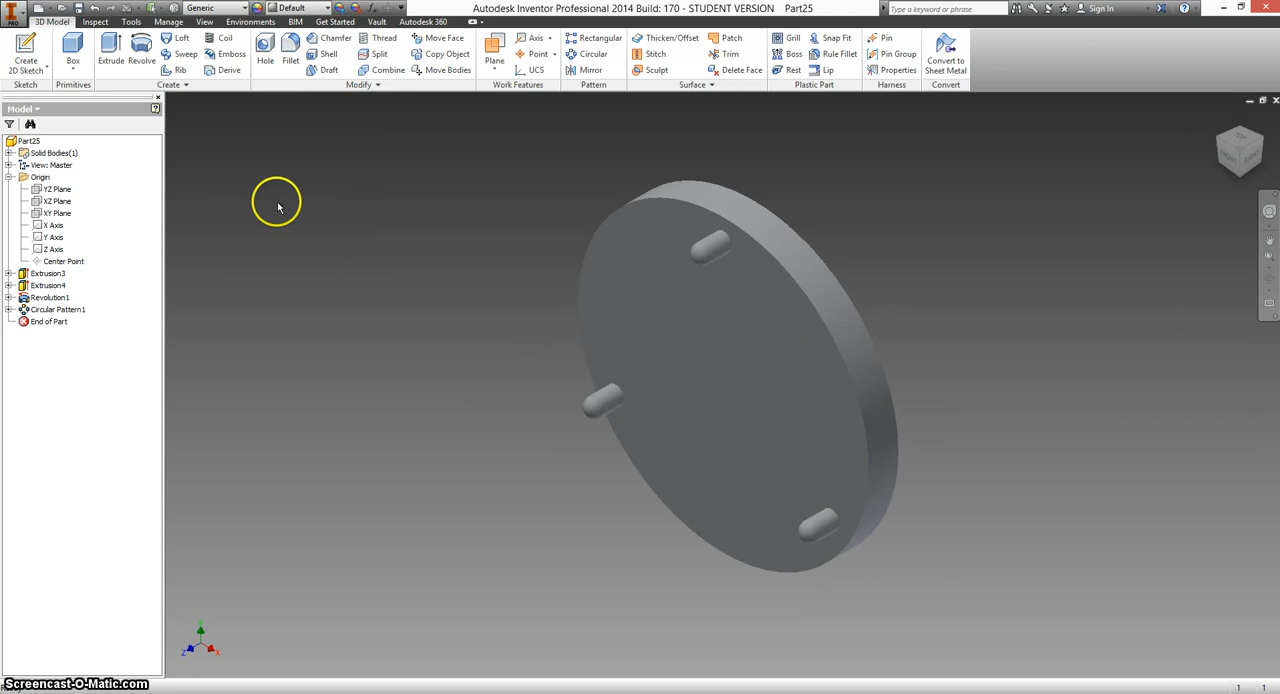 Generic Default Autodesk Inventor Professional 2014 Build: 170 - STUDENT VERSION Part25 Type a keyword or phrase Sign In
PRO 3D Model Inspect Tools Manage View Environments BIM Get Started Vault Autodesk 360
Create 2D Sketch
Box
Extrude
Revolve
Loft
Sweep
Rib
Coil
Emboss
Derive
Hole
Fillet
Chamfer
Shell
Draft
Thread
Split
Combine
Move Face
Copy Object
Move Bodies
Plane
Axis
Point
UCS
Rectangular
Circular
Mirror
Thicken/Offset
Stitch
Sculpt
Patch
Trim
Delete Face
Grill
Boss
Rest
Snap Fit
Rule Fillet
Lip
Pin
Pin Group
Properties
Convert to Sheet Metal
Sketch Primitives Create Modify Work Features Pattern Surface Plastic Part Harness Convert
Model
Part25
Solid Bodies(1)
View: Master
Origin
YZ Plane
XZ Plane
XY Plane
X Axis
Y Axis
Z Axis
Center Point
Extrusion3
Extrusion4
Revolution1
Circular Pattern1
End of Part
FRONT RIGHT
Z X
Screencast-O-Matic.com
1 1